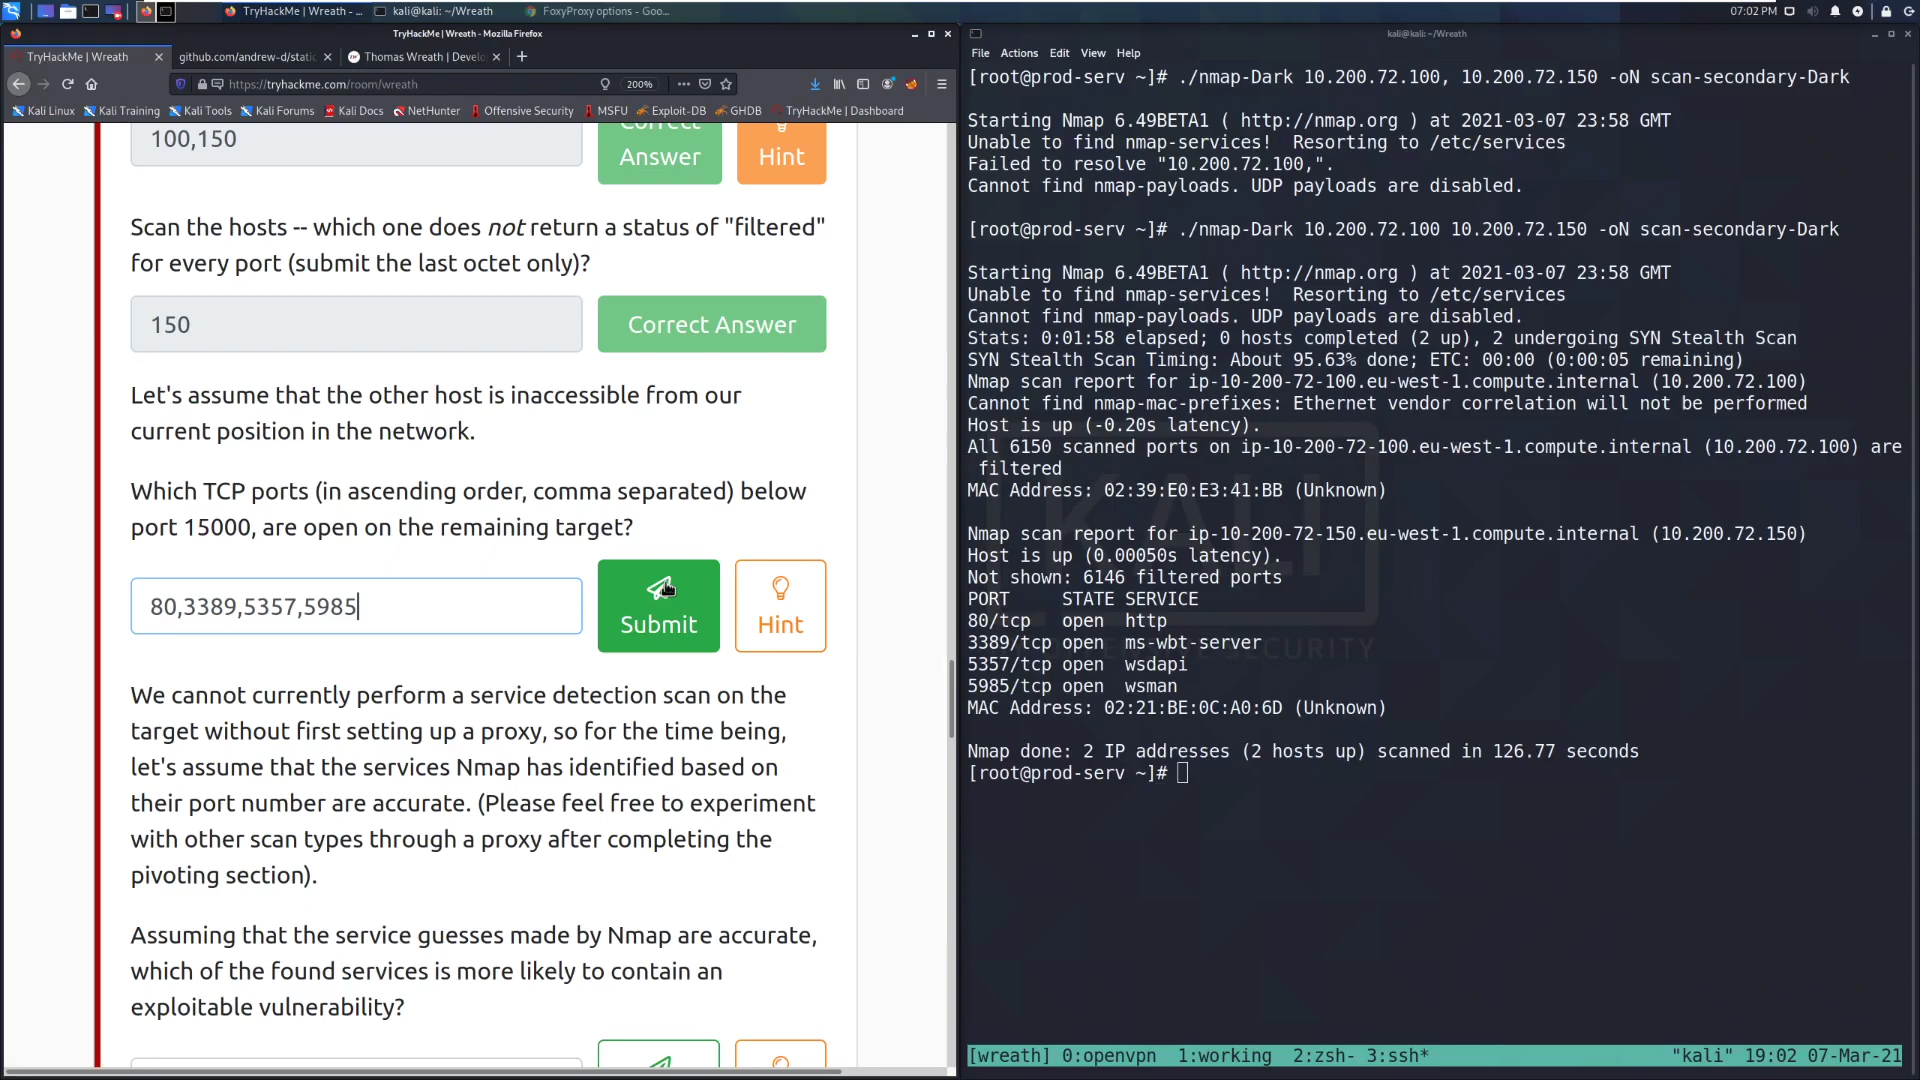 TryHackMe | Wreath - ...
kali@kali: ~/Wreath
FoxyProxy options - Goo...
07:02 PM
TryHackMe | Wreath - Mozilla Firefox
TryHackMe | Wreath
github.com/andrew-d/static
Thomas Wreath | Develo
https://tryhackme.com/room/wreath
200%
Kali Linux
Kali Training
Kali Tools
Kali Forums
Kali Docs
NetHunter
Offensive Security
MSFU
Exploit-DB
GHDB
TryHackMe | Dashboard
100,150
Correct
Answer
Hint
Scan the hosts -- which one does not return a status of "filtered"
for every port (submit the last octet only)?
150
Correct Answer
Let's assume that the other host is inaccessible from our
current position in the network.
Which TCP ports (in ascending order, comma separated) below
port 15000, are open on the remaining target?
80,3389,5357,5985
Submit
Hint
We cannot currently perform a service detection scan on the
target without first setting up a proxy, so for the time being,
let's assume that the services Nmap has identified based on
their port number are accurate. (Please feel free to experiment
with other scan types through a proxy after completing the
pivoting section).
Assuming that the service guesses made by Nmap are accurate,
which of the found services is more likely to contain an
exploitable vulnerability?
kali@kali: ~/Wreath
File Actions Edit View Help
[root@prod-serv ~]# ./nmap-Dark 10.200.72.100, 10.200.72.150 -oN scan-secondary-Dark
Starting Nmap 6.49BETA1 ( http://nmap.org ) at 2021-03-07 23:58 GMT
Unable to find nmap-services!  Resorting to /etc/services
Failed to resolve "10.200.72.100,".
Cannot find nmap-payloads. UDP payloads are disabled.
[root@prod-serv ~]# ./nmap-Dark 10.200.72.100 10.200.72.150 -oN scan-secondary-Dark
Starting Nmap 6.49BETA1 ( http://nmap.org ) at 2021-03-07 23:58 GMT
Unable to find nmap-services!  Resorting to /etc/services
Cannot find nmap-payloads. UDP payloads are disabled.
Stats: 0:01:58 elapsed; 0 hosts completed (2 up), 2 undergoing SYN Stealth Scan
SYN Stealth Scan Timing: About 95.63% done; ETC: 00:00 (0:00:05 remaining)
Nmap scan report for ip-10-200-72-100.eu-west-1.compute.internal (10.200.72.100)
Cannot find nmap-mac-prefixes: Ethernet vendor correlation will not be performed
Host is up (-0.20s latency).
All 6150 scanned ports on ip-10-200-72-100.eu-west-1.compute.internal (10.200.72.100) are
filtered
MAC Address: 02:39:E0:E3:41:BB (Unknown)
Nmap scan report for ip-10-200-72-150.eu-west-1.compute.internal (10.200.72.150)
Host is up (0.00050s latency).
Not shown: 6146 filtered ports
PORT     STATE SERVICE
80/tcp   open  http
3389/tcp open  ms-wbt-server
5357/tcp open  wsdapi
5985/tcp open  wsman
MAC Address: 02:21:BE:0C:A0:6D (Unknown)
Nmap done: 2 IP addresses (2 hosts up) scanned in 126.77 seconds
[root@prod-serv ~]#
KALI
SECURITY
[wreath] 0:openvpn  1:working  2:zsh- 3:ssh*
"kali" 19:02 07-Mar-21